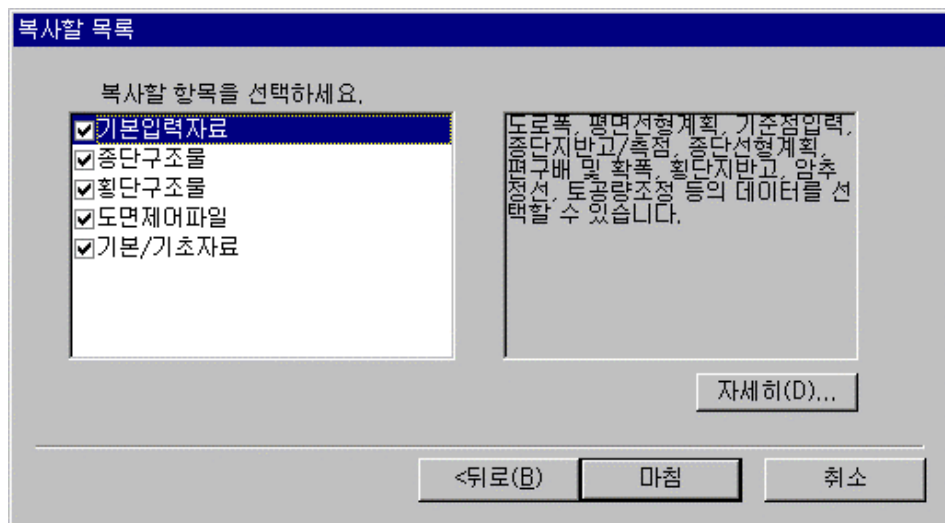 복사할 목록
복사할 항목을 선택하세요.
기본입력자료
종단구조물
횡단구조물
도면제어파일
기본/기초자료
도로폭, 평면선형계획, 기준점입력,
종단지반고/측점, 종단선형계획,
편구배 및 확폭, 횡단지반고, 암추
정선, 토공량조정 등의 데이터를 선
택할 수 있습니다.
자세히(D)...
<뒤로(B)
마침
취소